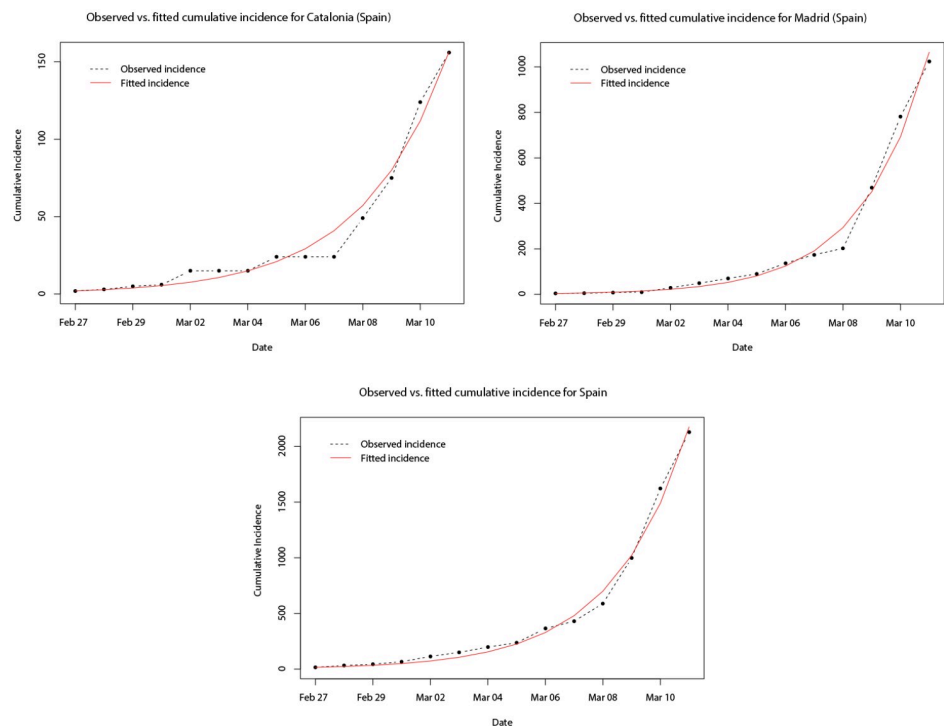 Observed vs. fitted cumulative incidence for Catalonia (Spain)
Observed incidence
Fitted incidence
Cumulative Incidence
150
100
50
0
Feb 27 Feb 29 Mar 02 Mar 04 Mar 06 Mar 08 Mar 10
Date
Observed vs. fitted cumulative incidence for Madrid (Spain)
Observed incidence
Fitted incidence
Cumulative Incidence
1000
800
600
400
200
0
Feb 27 Feb 29 Mar 02 Mar 04 Mar 06 Mar 08 Mar 10
Date
Observed vs. fitted cumulative incidence for Spain
Observed incidence
Fitted incidence
Cumulative Incidence
2000
1500
1000
500
0
Feb 27 Feb 29 Mar 02 Mar 04 Mar 06 Mar 08 Mar 10
Date